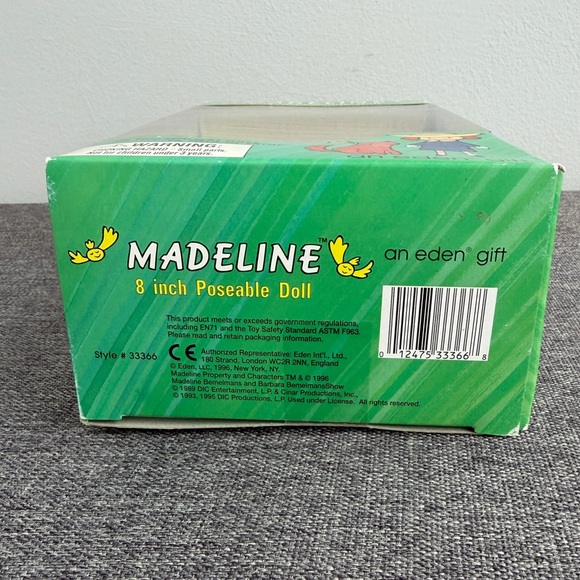 WARNING:
CHOKING HAZARD - Small parts.
Not for children under 3 years.
MADELINE™
an eden® gift
8 inch Poseable Doll
This product meets or exceeds government regulations,
including EN71 and the Toy Safety Standard ASTM F963.
Please read and retain packaging information.
Style # 33366
CE Authorized Representative: Eden Int'l., Ltd.,
180 Strand, London WC2R 2NN, England
© Eden, LLC, 1996, New York, NY.
Madeline Property and Characters TM & © 1996
Madeline Bemelmans and Barbara BemelmansShow
© 1989 DIC Entertainment, L.P. & Cinar Productions, Inc.,
© 1993, 1995 DIC Productions, L.P. Used under License. All rights reserved.
0 12475 33366 8